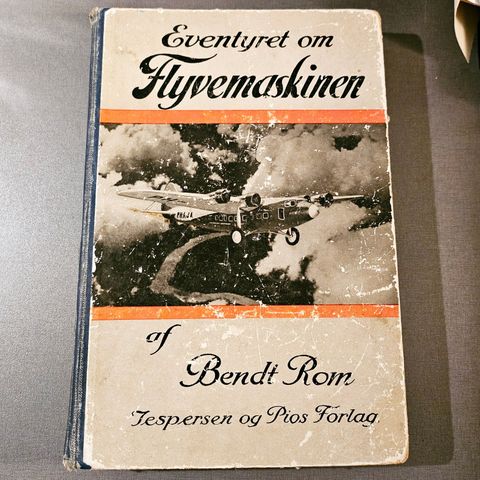 Eventyret om
Flyvemaskinen
af
Bendt Rom
Jespersen og Pios Forlag.